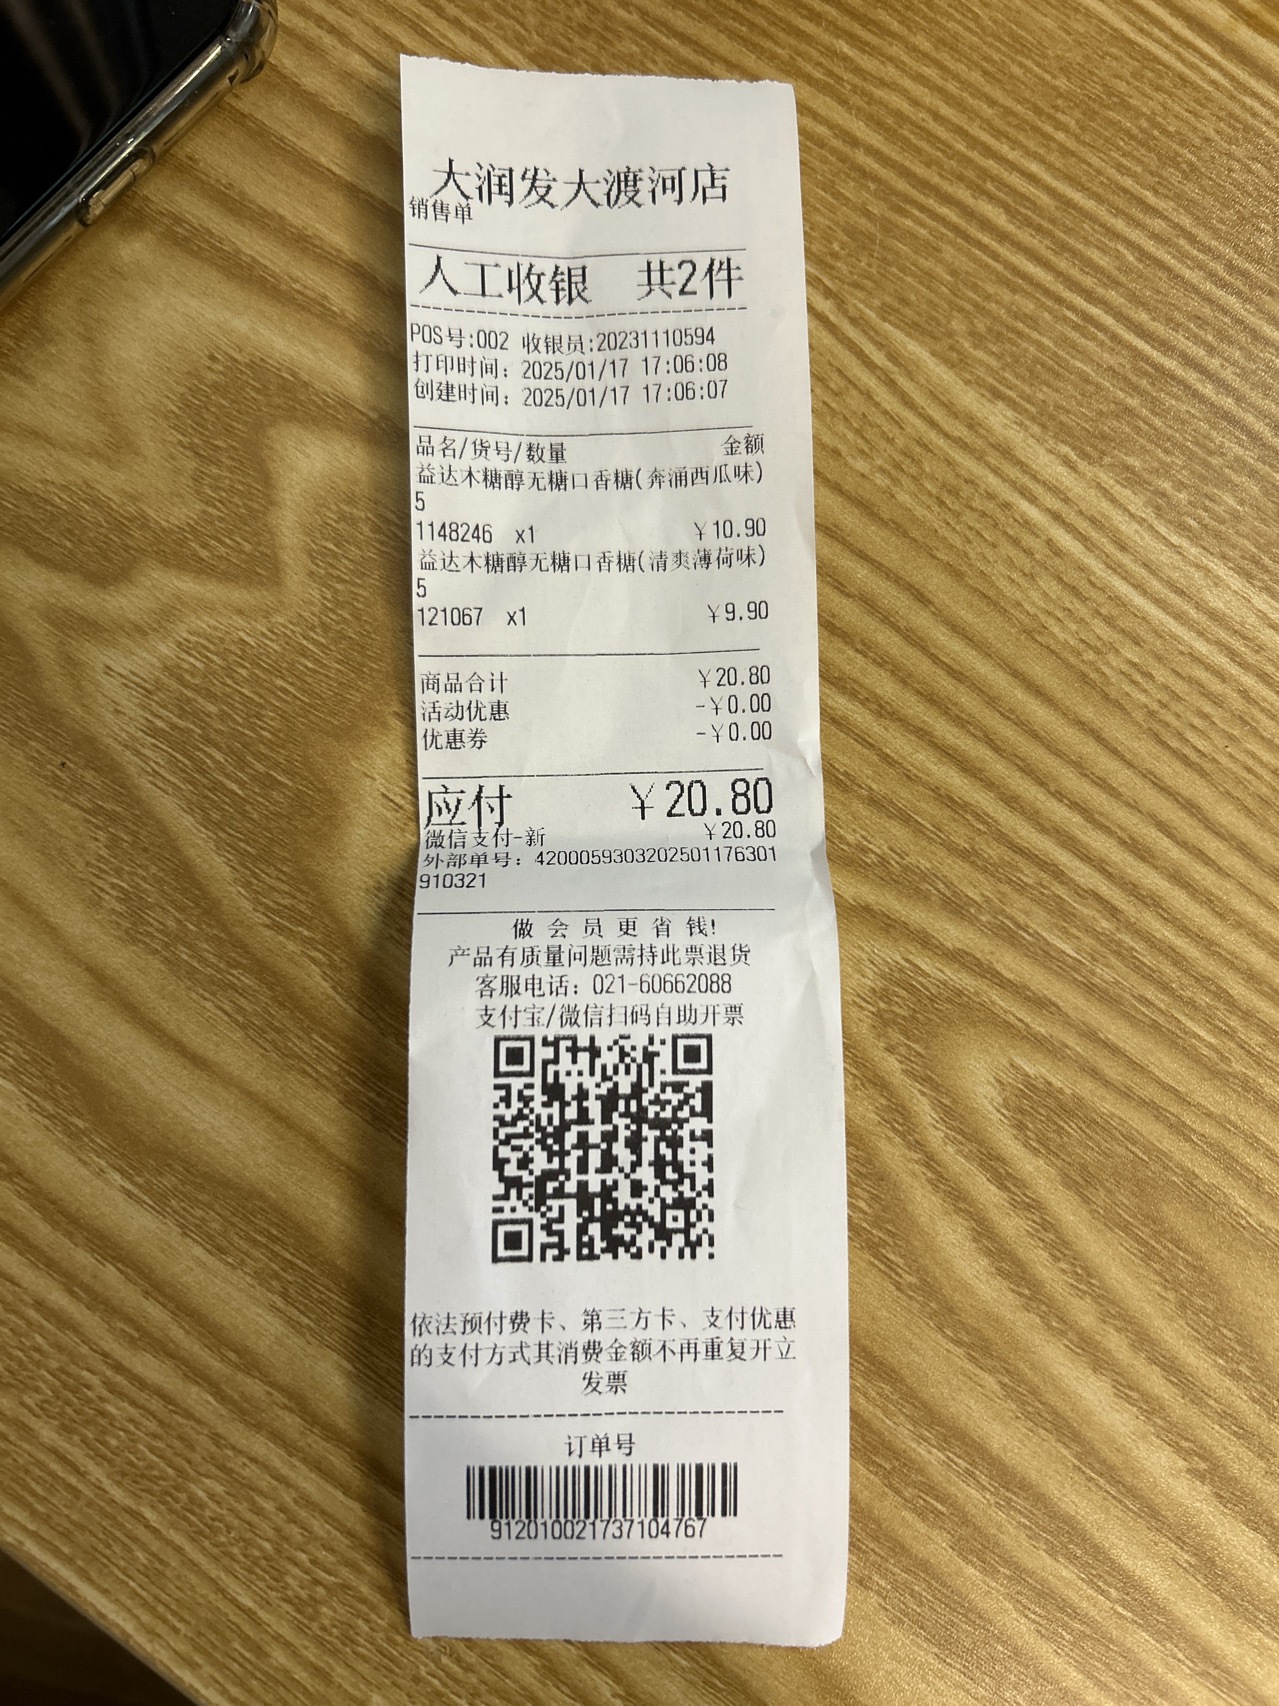 大润发大渡河店
销售单
人工收银 共2件
POS号:002 收银员:20231110594
打印时间: 2025/01/17 17:06:08
创建时间: 2025/01/17 17:06:07
品名/货号/数量 金额
益达木糖醇无糖口香糖(奔涌西瓜味)
5
1148246 x1 ￥10.90
益达木糖醇无糖口香糖(清爽薄荷味)
5
121067 x1 ￥9.90
商品合计 ￥20.80
活动优惠 -￥0.00
优惠券 -￥0.00
应付 ￥20.80
微信支付-新 ￥20.80
外部单号: 4200059303202501176301
910321
做会员更省钱!
产品有质量问题需持此票退货
客服电话: 021-60662088
支付宝/微信扫码自助开票
依法预付费卡、第三方卡、支付优惠
的支付方式其消费金额不再重复开立
发票
订单号
912010021737104767